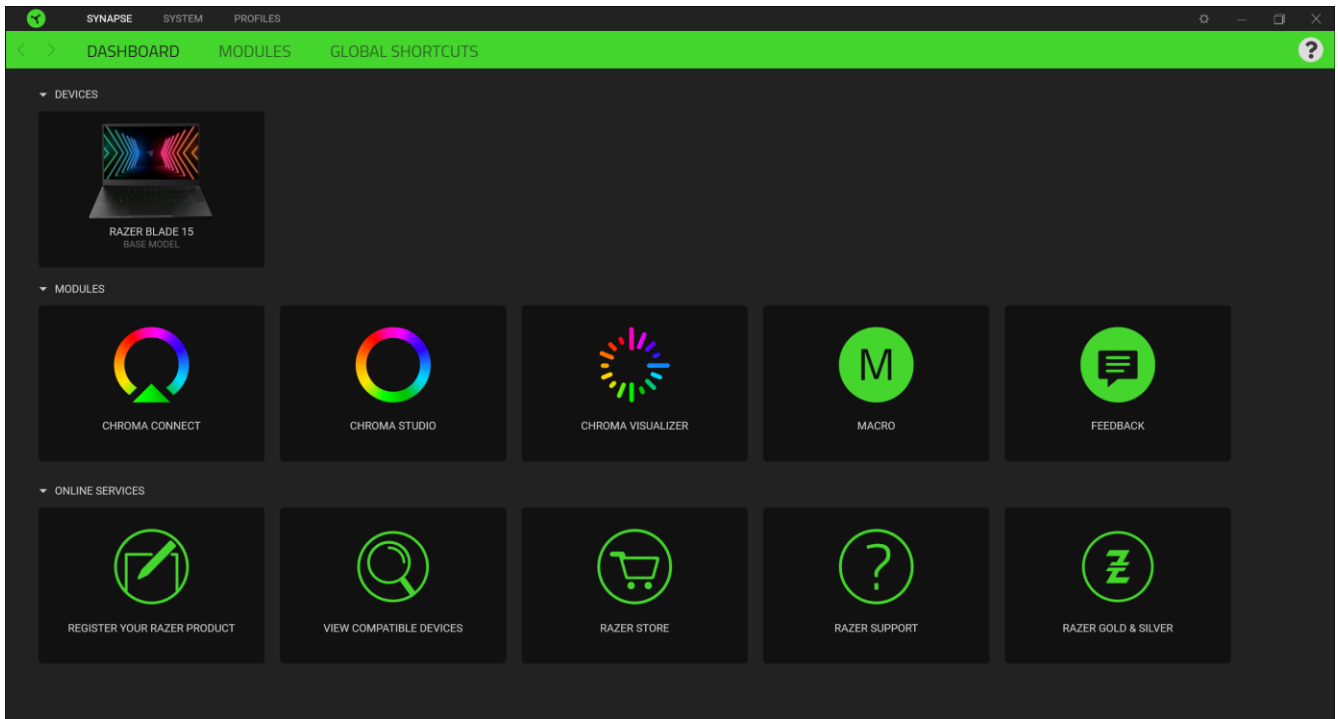 SYNAPSE SYSTEM PROFILES
DASHBOARD MODULES GLOBAL SHORTCUTS ?
DEVICES
RAZER BLADE 15
BASE MODEL
MODULES
M
CHROMA CONNECT CHROMA STUDIO CHROMA VISUALIZER MACRO FEEDBACK
ONLINE SERVICES
?
REGISTER YOUR RAZER PRODUCT VIEW COMPATIBLE DEVICES RAZER STORE RAZER SUPPORT RAZER GOLD & SILVER